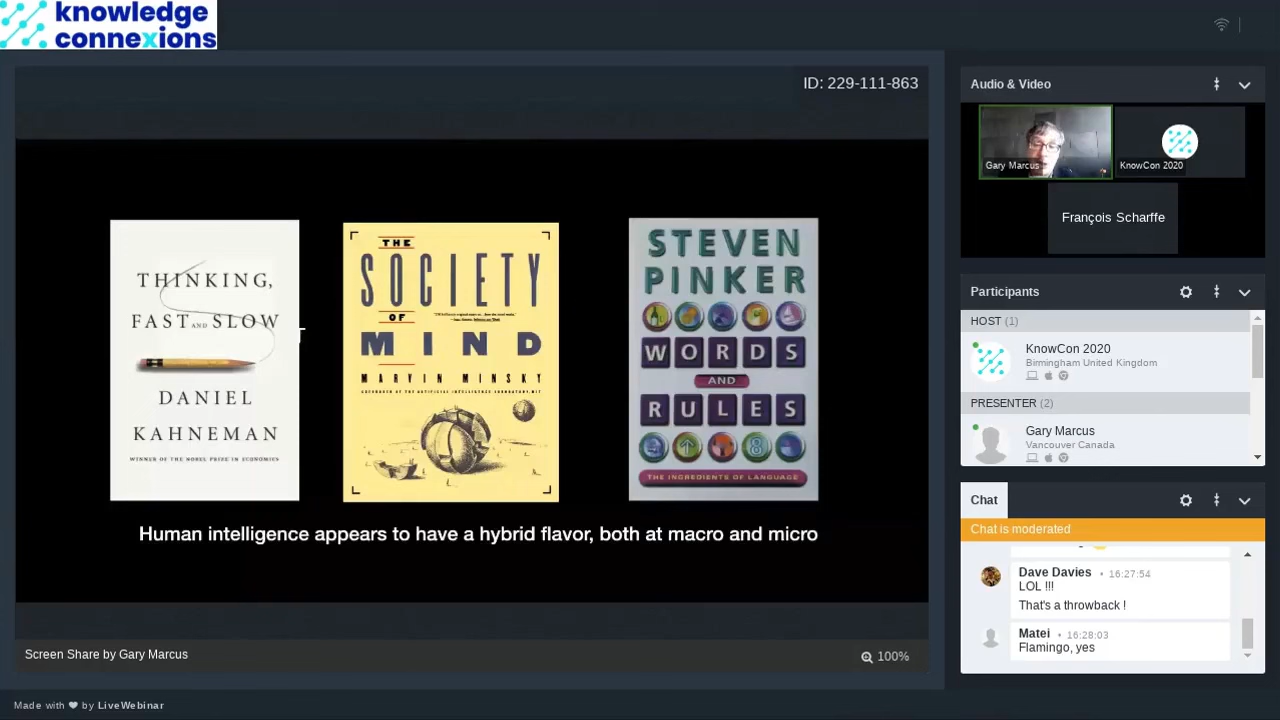 knowledge
connexions
ID: 229-111-863
THINKING,
FAST AND SLOW
DANIEL
KAHNEMAN
WINNER OF THE NOBEL PRIZE IN ECONOMICS
THE
SOCIETY
OF
MIND
MARVIN MINSKY
STEVEN
PINKER
WORDS
AND
RULES
8
THE INGREDIENTS OF LANGUAGE
T
Human intelligence appears to have a hybrid flavor, both at macro and micro
Screen Share by Gary Marcus
100%
Made with ❤ by LiveWebinar
Audio & Video
Gary Marcus
KnowCon 2020
François Scharffe
Participants
HOST (1)
KnowCon 2020
Birmingham United Kingdom
PRESENTER (2)
Gary Marcus
Vancouver Canada
Chat
Chat is moderated
Dave Davies • 16:27:54
LOL !!!
That's a throwback !
Matei • 16:28:03
Flamingo, yes